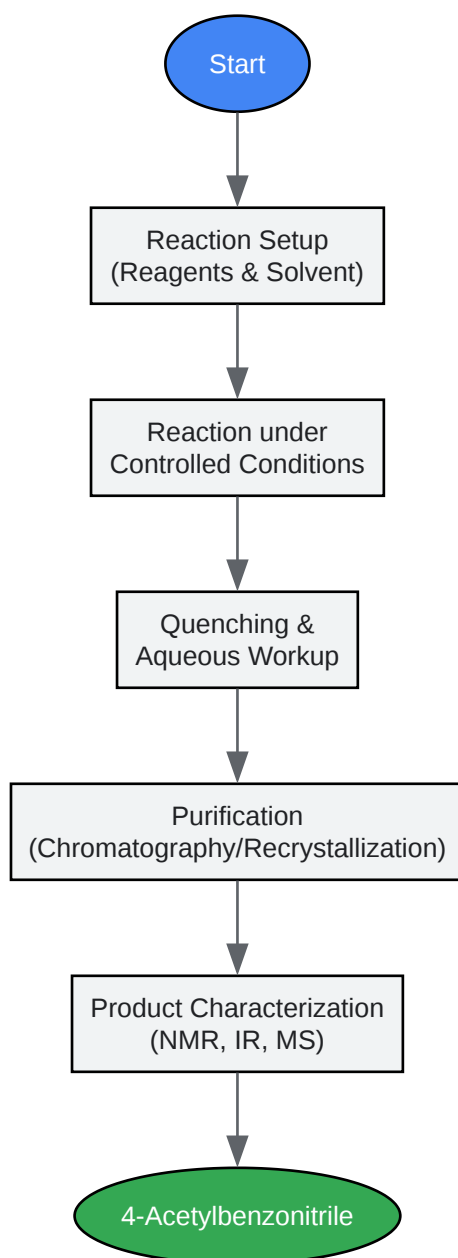 Start
Reaction Setup
(Reagents & Solvent)
Reaction under
Controlled Conditions
Quenching &
Aqueous Workup
Purification
(Chromatography/Recrystallization)
Product Characterization
(NMR, IR, MS)
4-Acetylbenzonitrile